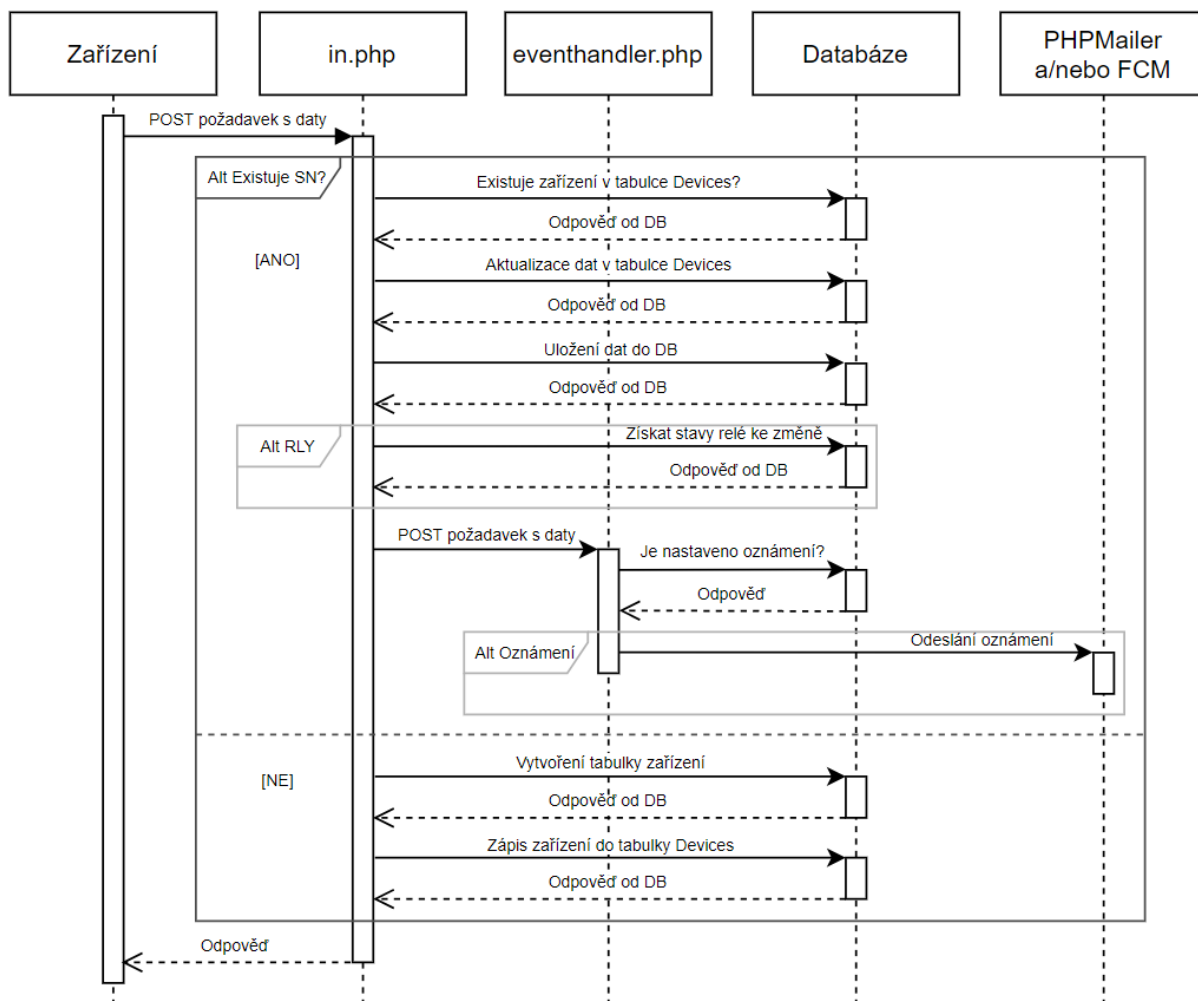 Zařízení
in.php
eventhandler.php
Databáze
PHPMailer
a/nebo FCM
POST požadavek s daty
Alt Existuje SN?
Existuje zařízení v tabulce Devices?
Odpověď od DB
[ANO]
Aktualizace dat v tabulce Devices
Odpověď od DB
Uložení dat do DB
Odpověď od DB
Alt RLY
Získat stavy relé ke změně
Odpověď od DB
POST požadavek s daty
Je nastaveno oznámení?
Odpověď
Alt Oznámení
Odeslání oznámení
[NE]
Vytvoření tabulky zařízení
Odpověď od DB
Zápis zařízení do tabulky Devices
Odpověď od DB
Odpověď